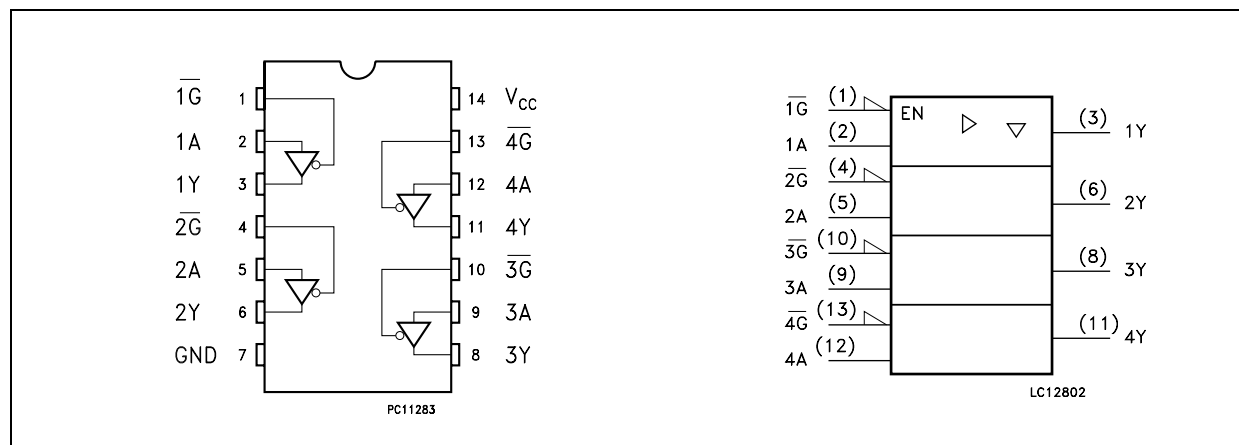 1G̅ 1 14 VCC
1A 2 13 4G̅
1Y 3 12 4A
2G̅ 4 11 4Y
2A 5 10 3G̅
2Y 6 9 3A
GND 7 8 3Y
PC11283
1G̅ (1) EN (3) 1Y
1A (2)
2G̅ (4) (6) 2Y
2A (5)
3G̅ (10) (8) 3Y
3A (9)
4G̅ (13) (11) 4Y
4A (12)
LC12802